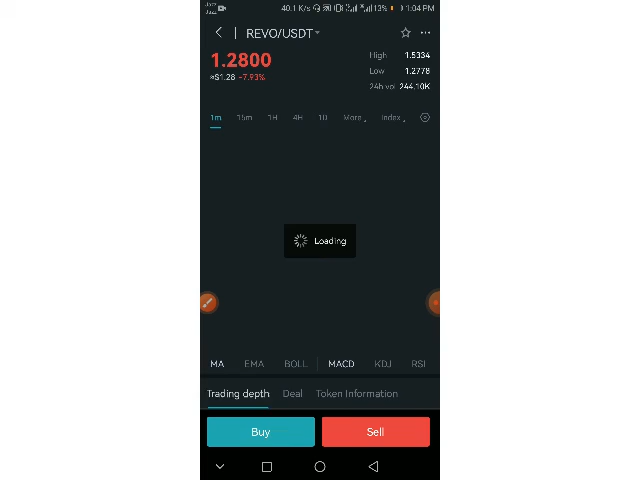 Jazz
Jazz
40.1 K/s
13%
1:04 PM
REVO/USDT
1.2800
≈$1.28 -7.93%
High 1.5334
Low 1.2778
24h vol 244.10K
1m 15m 1H 4H 1D More Index
Loading
MA EMA BOLL MACD KDJ RSI
Trading depth Deal Token Information
Buy Sell